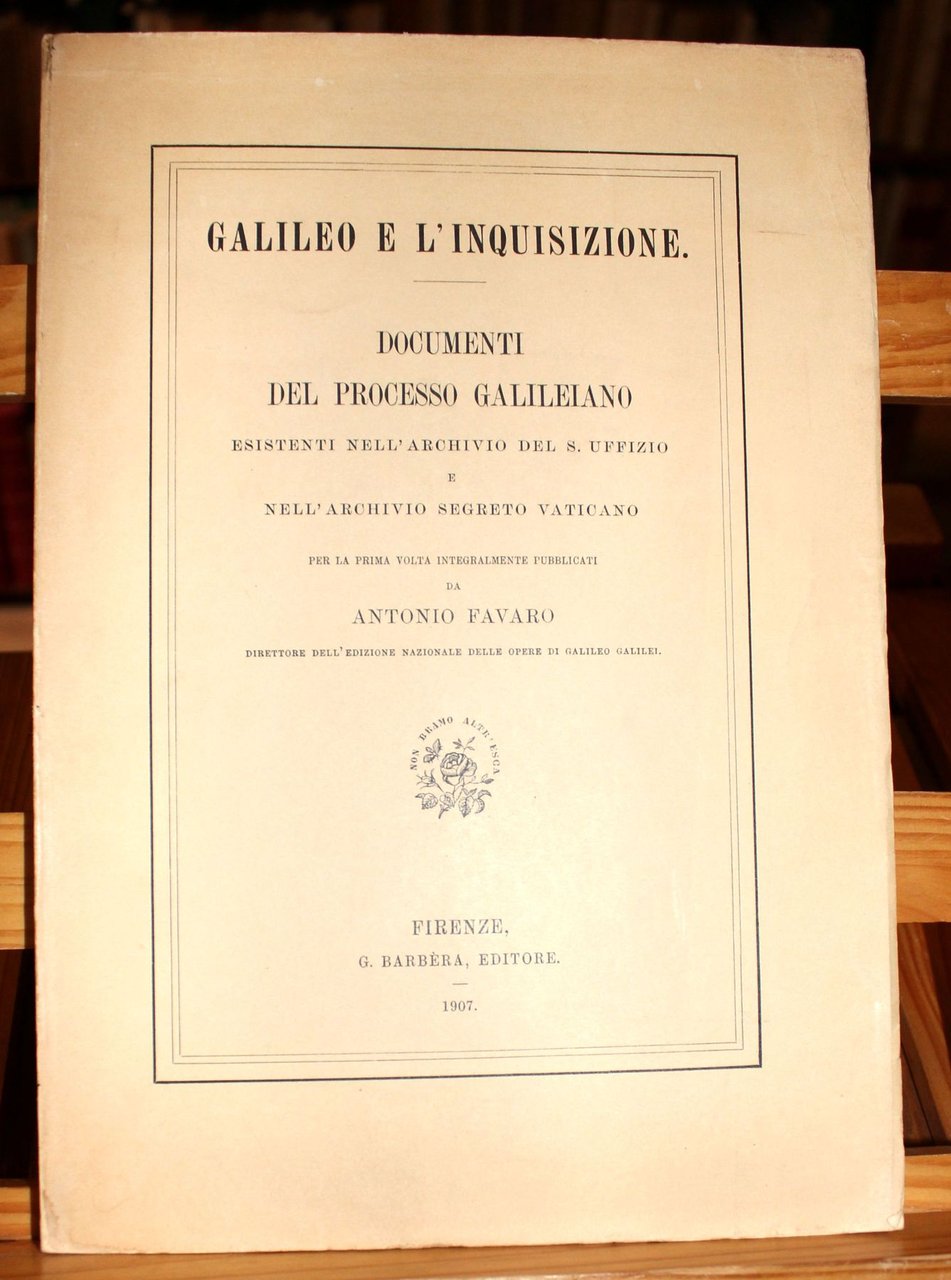 GALILEO E L'INQUISIZIONE.
DOCUMENTI
DEL PROCESSO GALILEIANO
ESISTENTI NELL'ARCHIVIO DEL S. UFFIZIO
E
NELL'ARCHIVIO SEGRETO VATICANO
PER LA PRIMA VOLTA INTEGRALMENTE PUBBLICATI
DA
ANTONIO FAVARO
DIRETTORE DELL'EDIZIONE NAZIONALE DELLE OPERE DI GALILEO GALILEI.
NON BRAMO ALTR'ESCA
FIRENZE,
G. BARBÈRA, EDITORE.
1907.